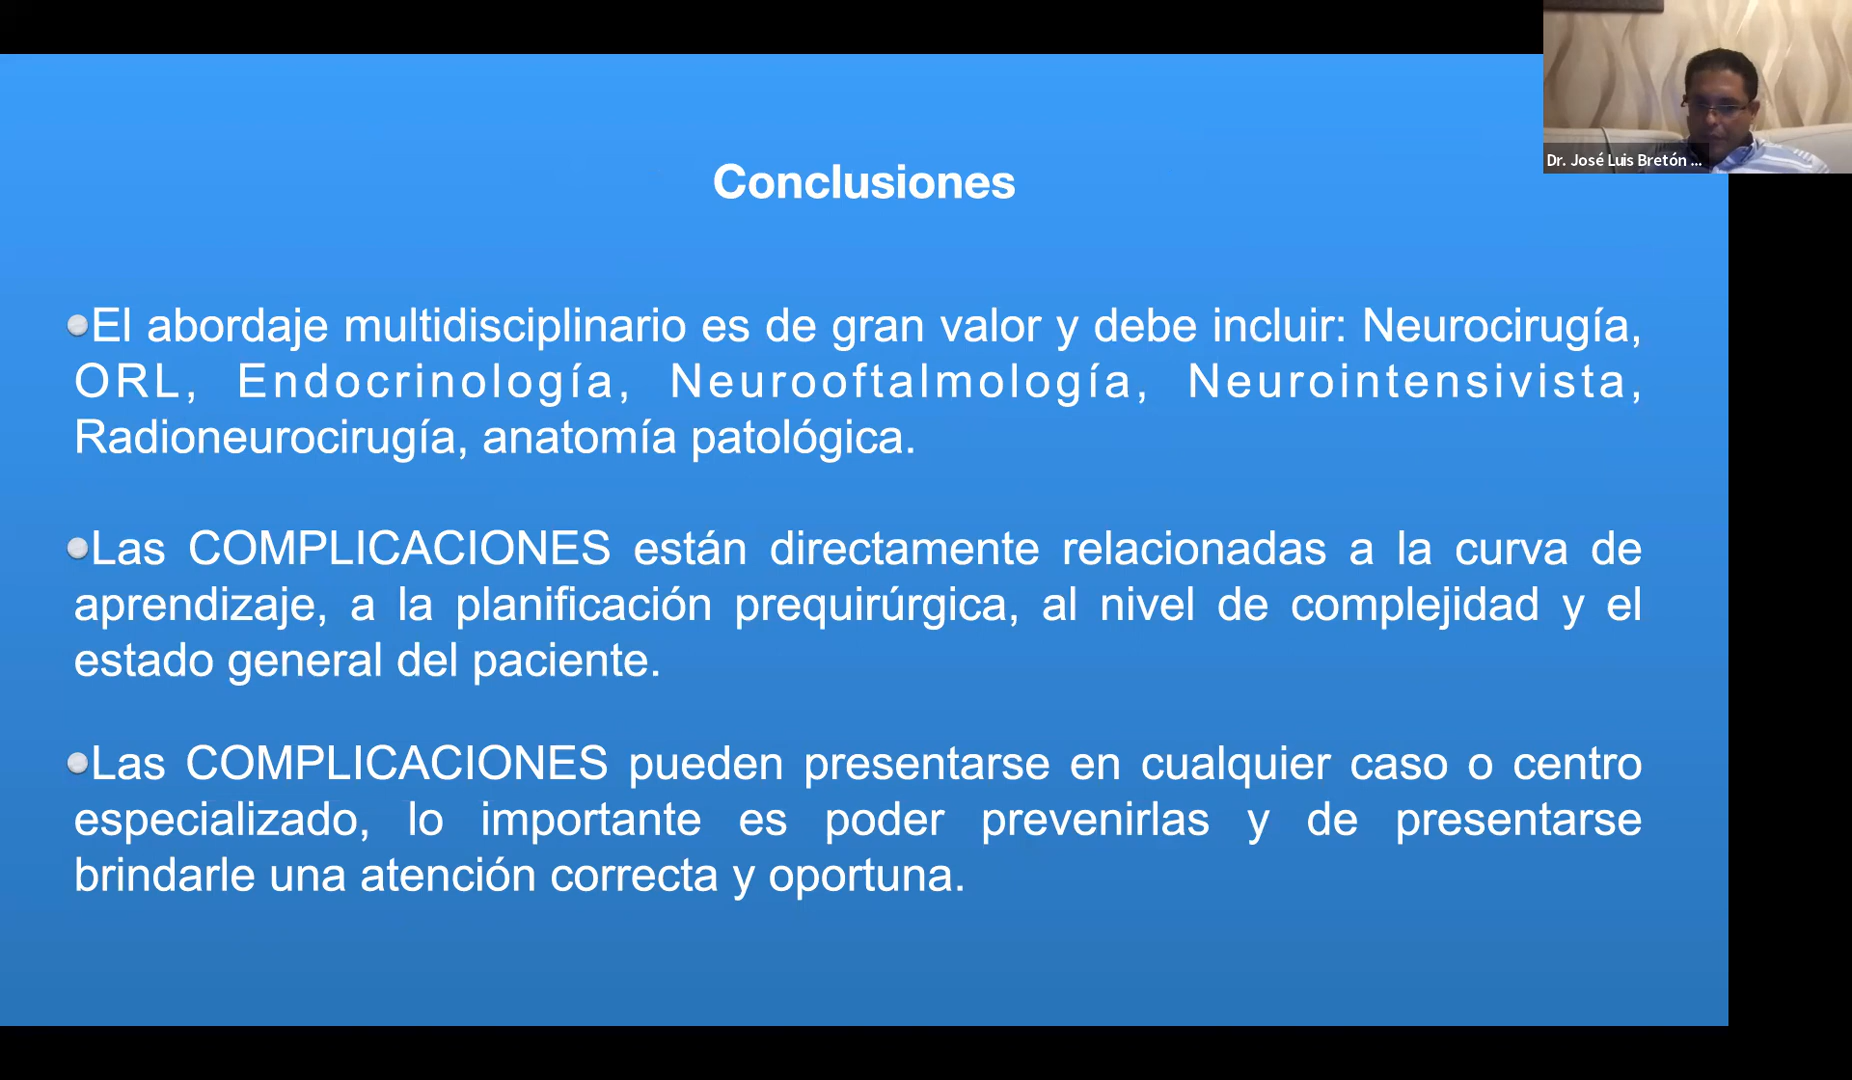 Dr. José Luis Bretón ...
Conclusiones
El abordaje multidisciplinario es de gran valor y debe incluir: Neurocirugía,
ORL, Endocrinología, Neurooftalmología, Neurointensivista,
Radioneurocirugía, anatomía patológica.
Las COMPLICACIONES están directamente relacionadas a la curva de
aprendizaje, a la planificación prequirúrgica, al nivel de complejidad y el
estado general del paciente.
Las COMPLICACIONES pueden presentarse en cualquier caso o centro
especializado, lo importante es poder prevenirlas y de presentarse
brindarle una atención correcta y oportuna.